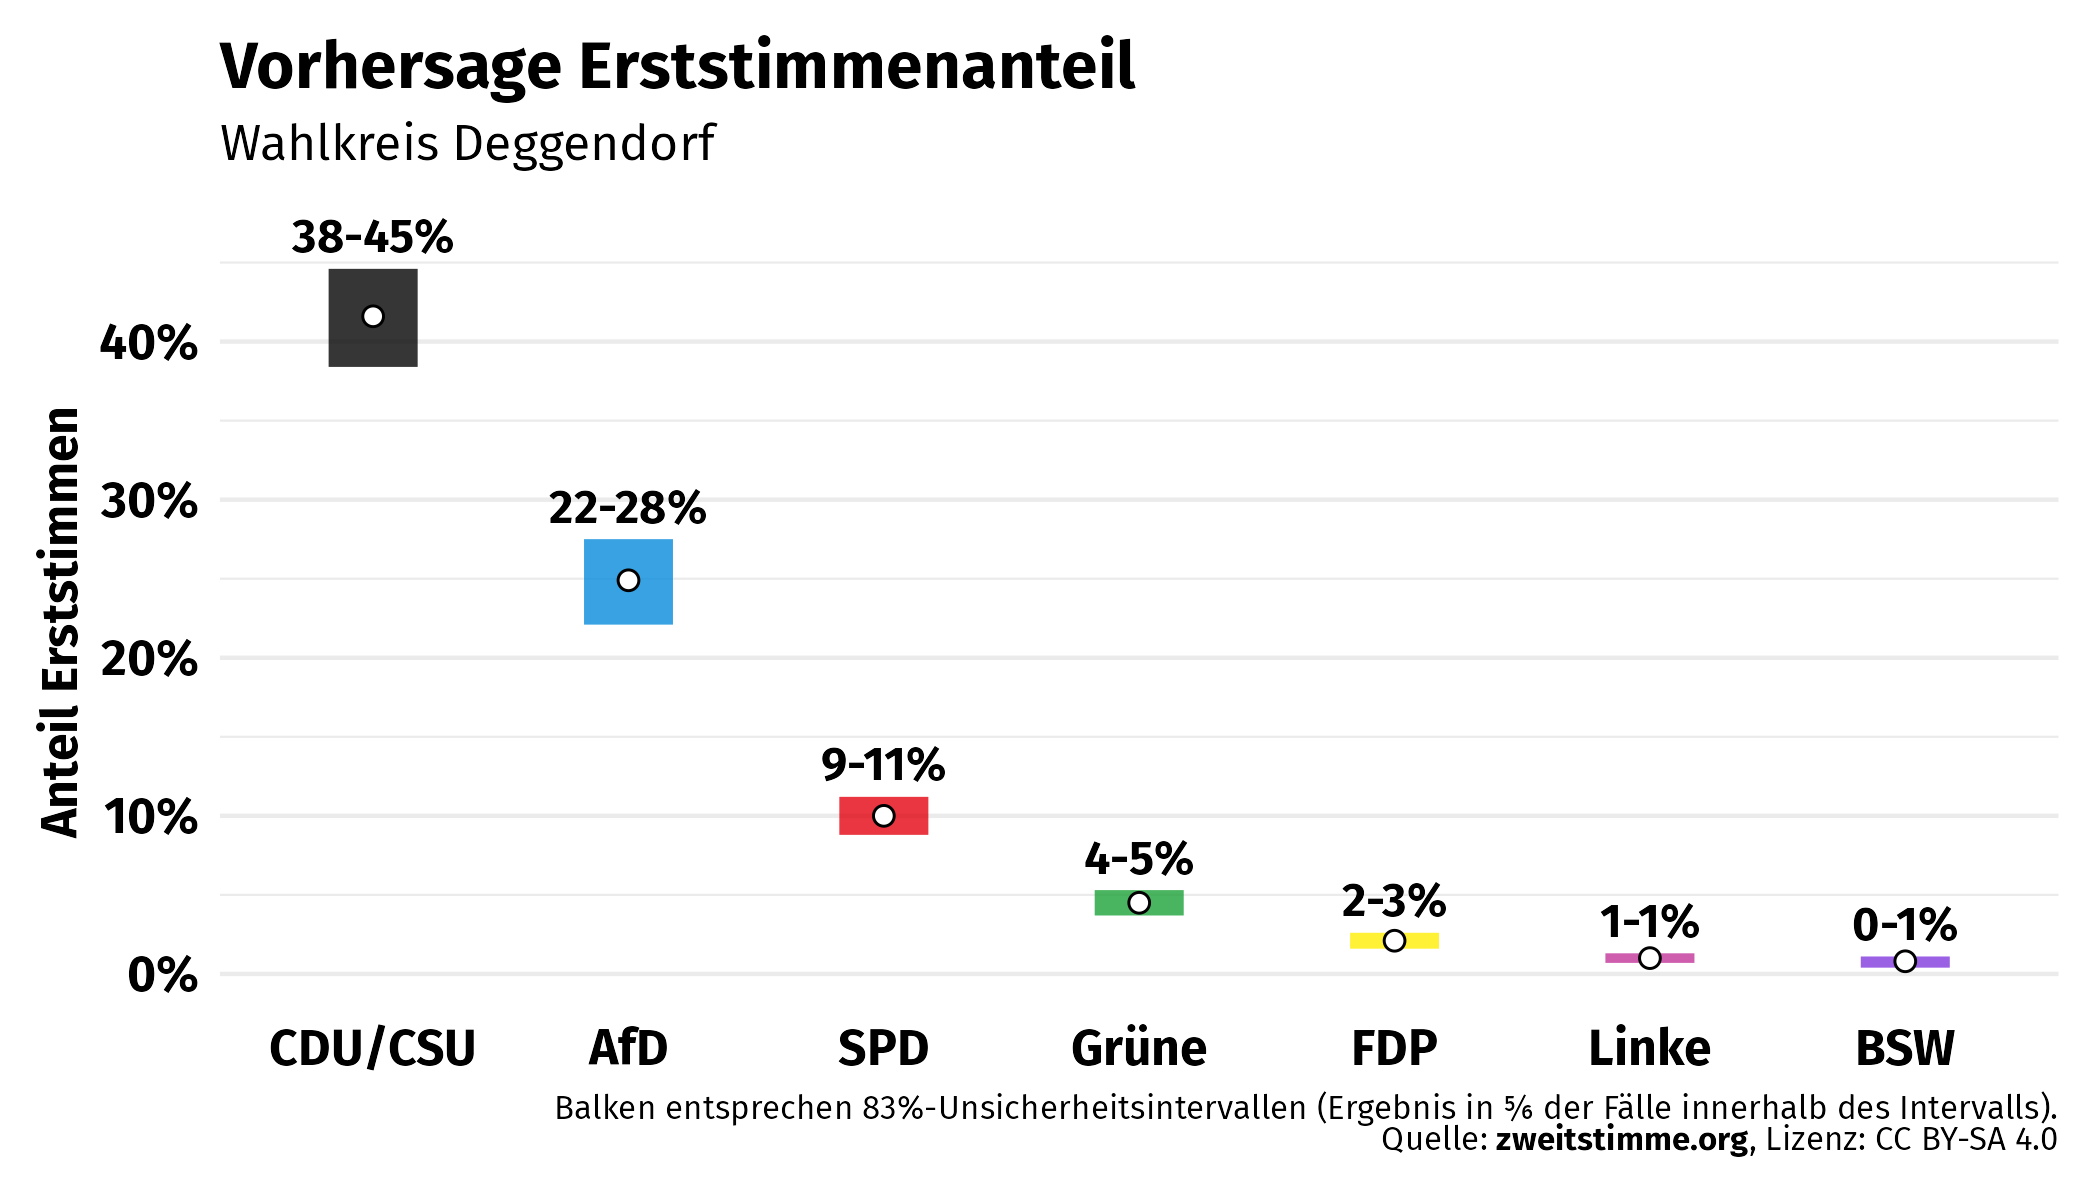 Vorhersage Erststimmenanteil
Wahlkreis Deggendorf
38-45%
40%
22-28%
30%
20%
9-11%
10%
4-5%
2-3%
1-1%
0-1%
0%
Anteil Erststimmen
CDU/CSU AfD SPD Grüne FDP Linke BSW
Balken entsprechen 83%-Unsicherheitsintervallen (Ergebnis in ⅚ der Fälle innerhalb des Intervalls).
Quelle: zweitstimme.org, Lizenz: CC BY-SA 4.0